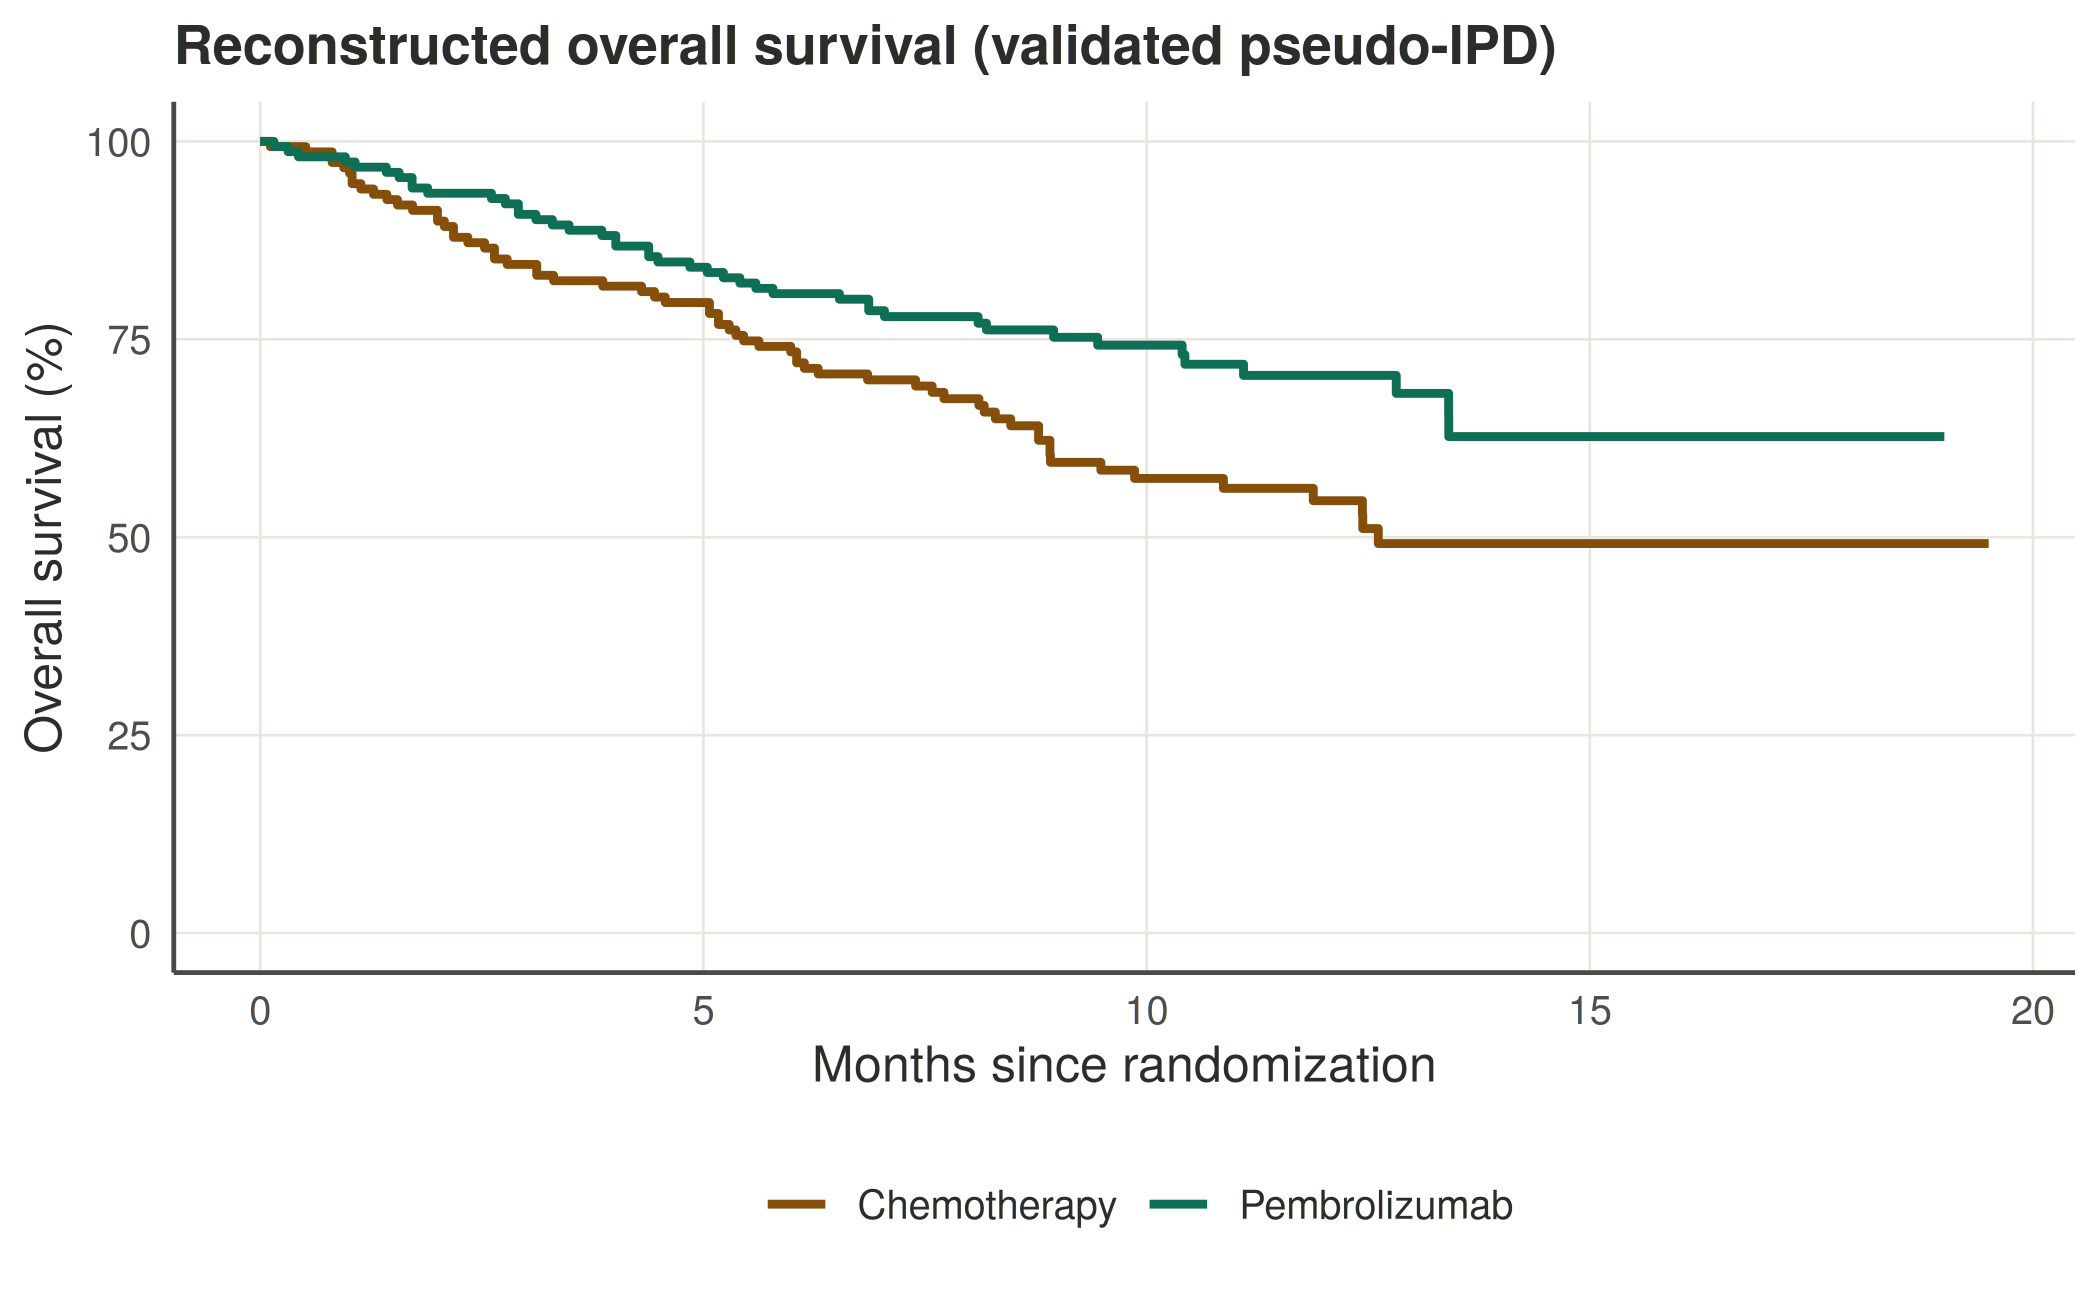 Reconstructed overall survival (validated pseudo-IPD)
Overall survival (%)
100
75
50
25
0
0 5 10 15 20
Months since randomization
Chemotherapy Pembrolizumab